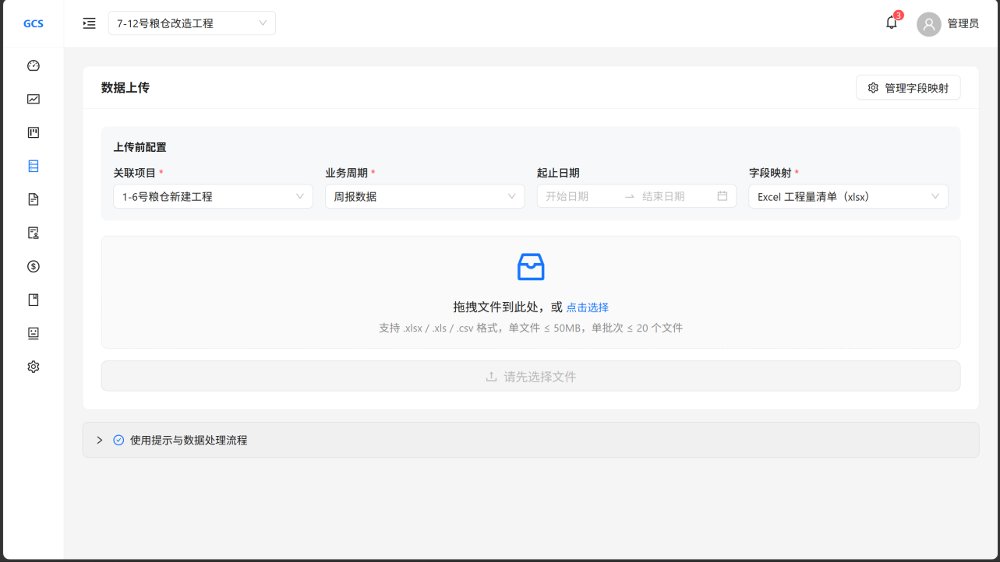 GCS
7-12号粮仓改造工程
3
管理员
数据上传
管理字段映射
上传前配置
关联项目 *
业务周期 *
起止日期
字段映射 *
1-6号粮仓新建工程
周报数据
开始日期 → 结束日期
Excel 工程量清单（xlsx）
拖拽文件到此处，或 点击选择
支持 .xlsx / .xls / .csv 格式，单文件 ≤ 50MB，单批次 ≤ 20 个文件
请先选择文件
使用提示与数据处理流程